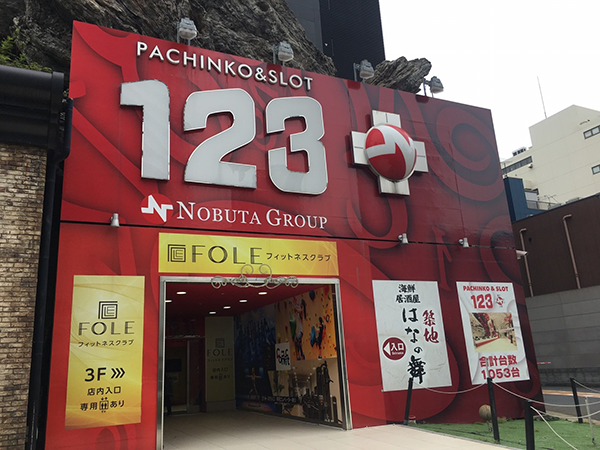 PACHINKO&SLOT
123
NOBUTA GROUP
FOLE フィットネスクラブ
FOLE
フィットネスクラブ
3F >>>
店内入口
専用あり
FOLE
海鮮
居酒屋
築地
はなの舞
入口
PACHINKO & SLOT
123
合計台数
1053台